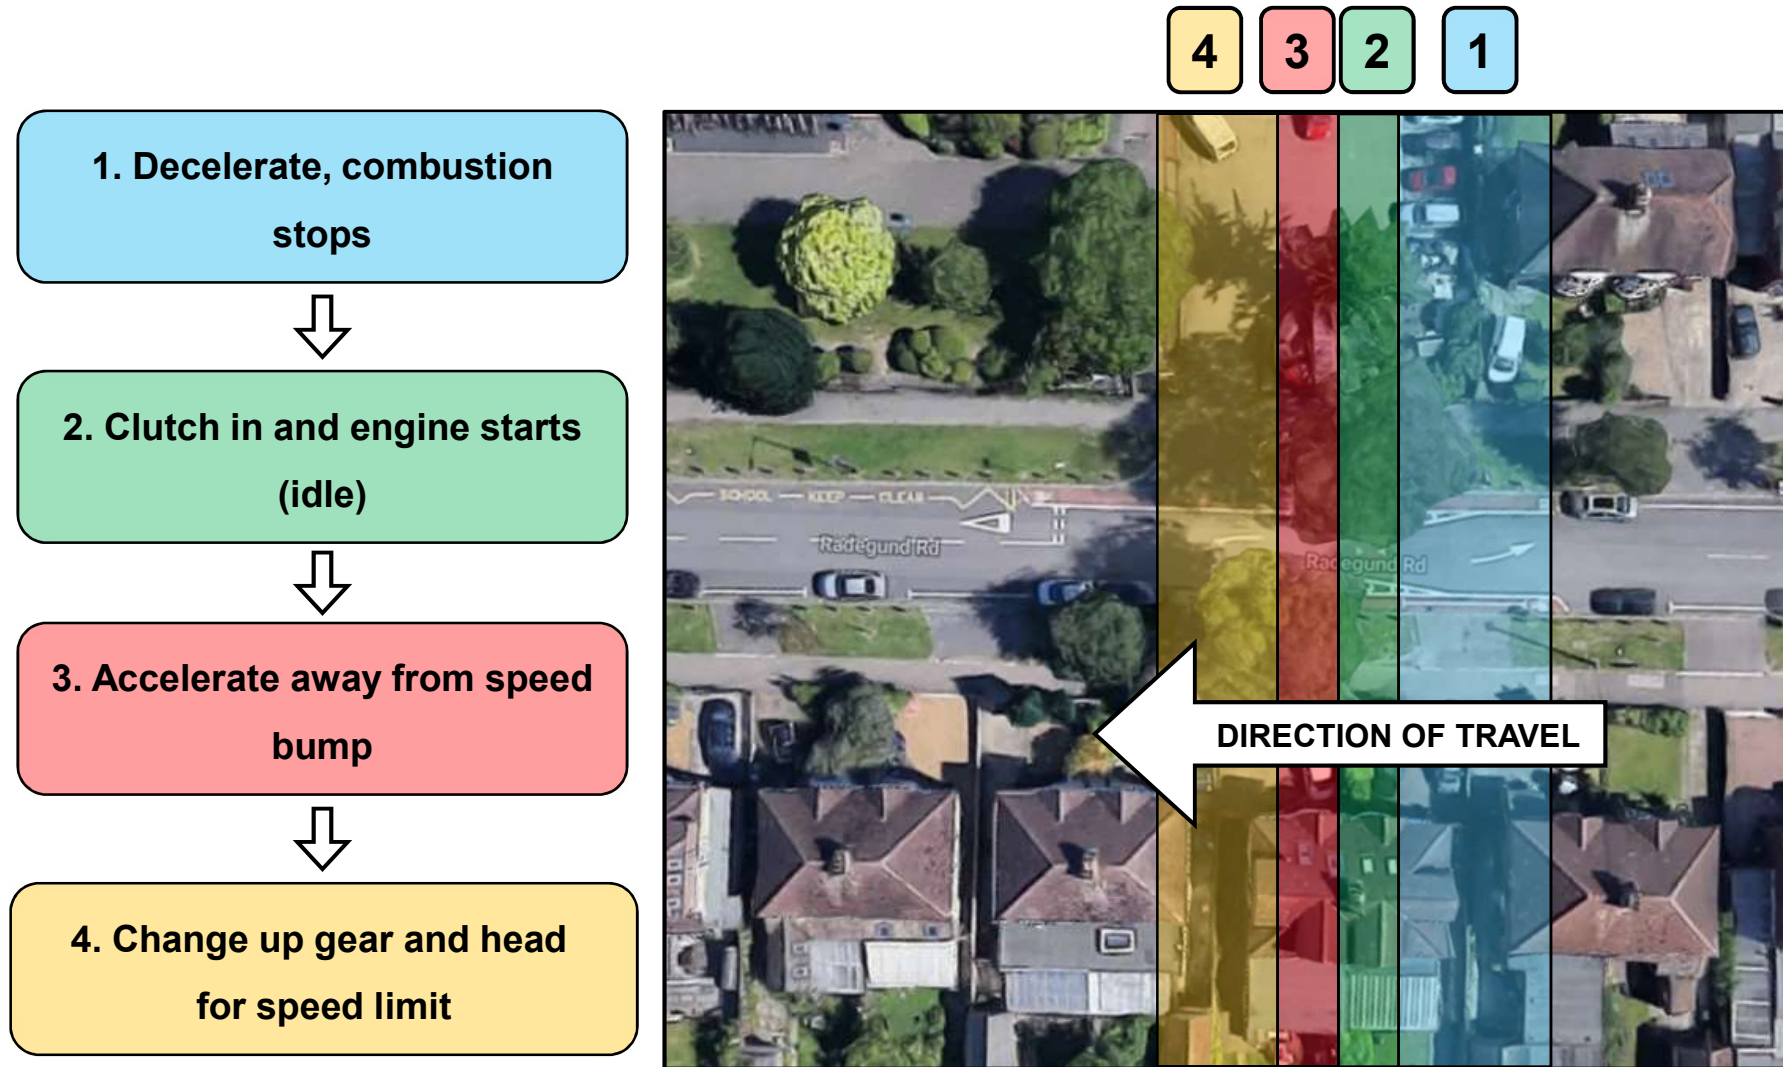 4 3 2 1
1. Decelerate, combustion
stops
2. Clutch in and engine starts
(idle)
3. Accelerate away from speed
bump
4. Change up gear and head
for speed limit
SCHOOL KEEP CLEAR
Radegund Rd
Radegund Rd
DIRECTION OF TRAVEL